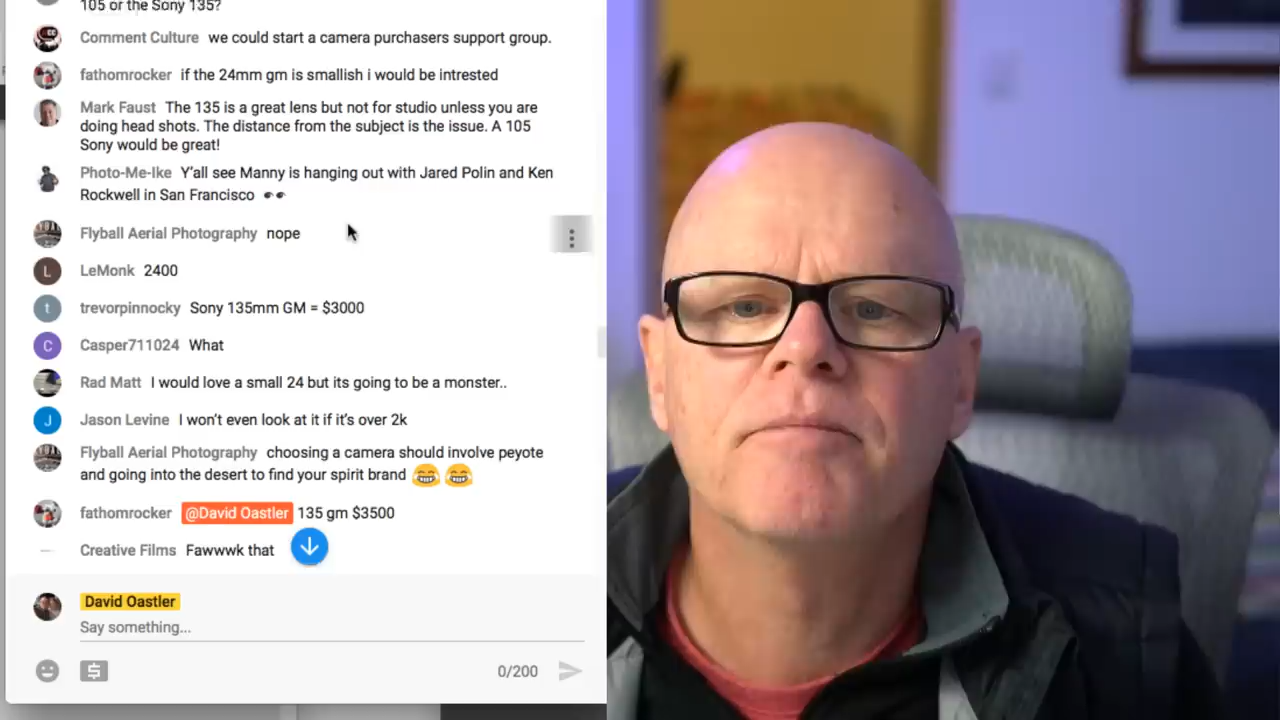 105 or the Sony 135?
Comment Culture we could start a camera purchasers support group.
fathomrocker if the 24mm gm is smallish i would be intrested
Mark Faust The 135 is a great lens but not for studio unless you are
doing head shots. The distance from the subject is the issue. A 105
Sony would be great!
Photo-Me-Ike Y'all see Manny is hanging out with Jared Polin and Ken
Rockwell in San Francisco 👀
Flyball Aerial Photography nope
L LeMonk 2400
t trevorpinnocky Sony 135mm GM = $3000
C Casper711024 What
Rad Matt I would love a small 24 but its going to be a monster..
J Jason Levine I won't even look at it if it's over 2k
Flyball Aerial Photography choosing a camera should involve peyote
and going into the desert to find your spirit brand 😂 😂
fathomrocker @David Oastler 135 gm $3500
Creative Films Fawwwk that
David Oastler
Say something...
0/200